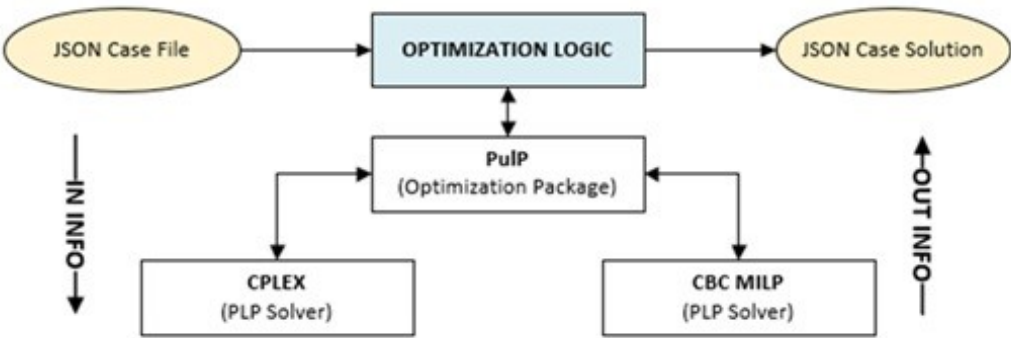 JSON Case File
OPTIMIZATION LOGIC
JSON Case Solution
PulP
(Optimization Package)
IN INFO
OUT INFO
CPLEX
(PLP Solver)
CBC MILP
(PLP Solver)